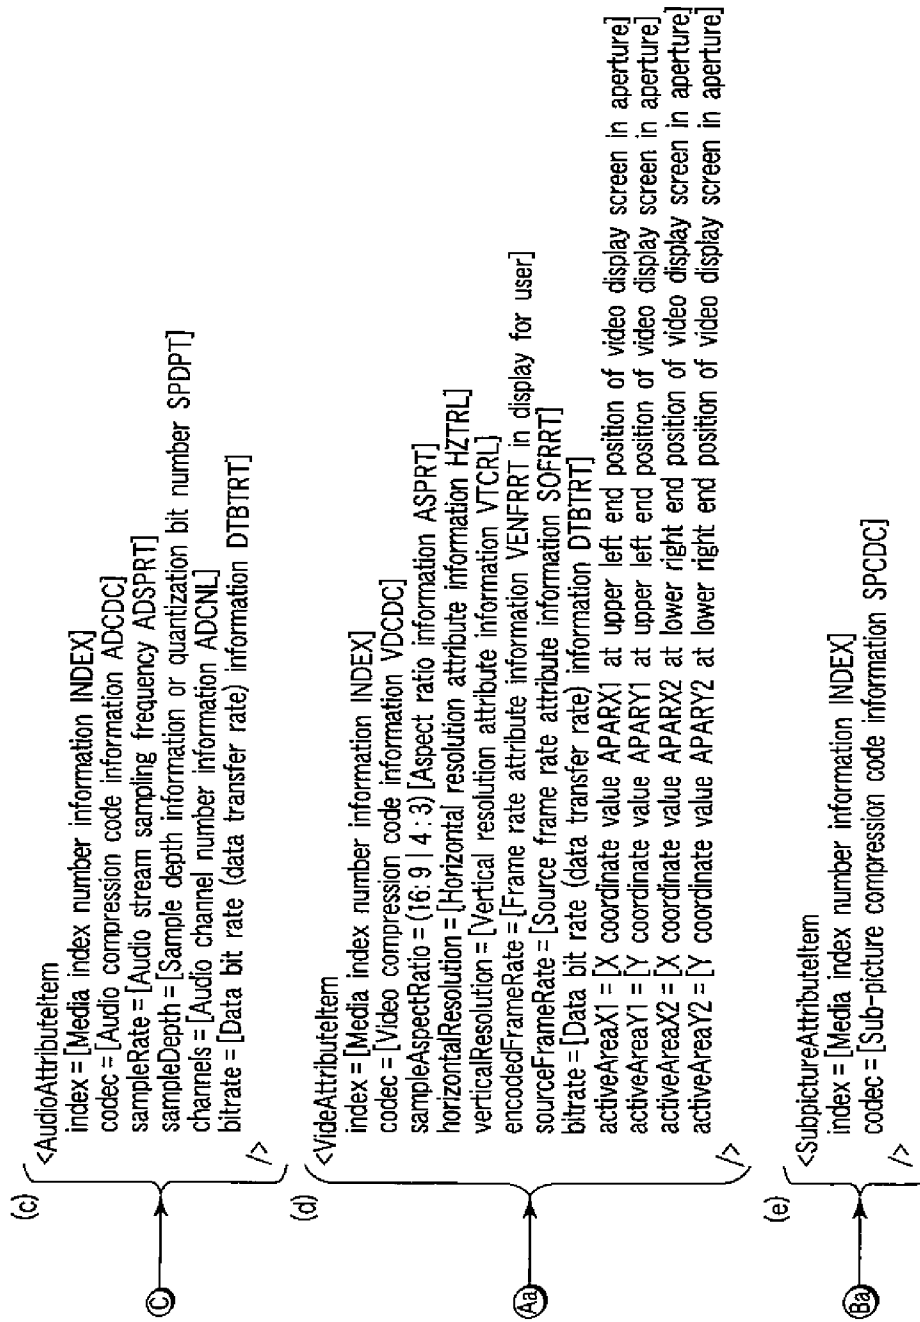 (c)
<AudioAttributeItem
index = [Media index number information INDEX]
codec = [Audio compression code information ADCDC]
sampleRate = [Audio stream sampling frequency ADSPRT]
sampleDepth = [Sample depth information or quantization bit number SPDPT]
channels = [Audio channel number information ADCNL]
bitrate = [Data bit rate (data transfer rate) information DTBTRT]
/>
C
(d)
<VideAttributeItem
index = [Media index number information INDEX]
codec = [Video compression code information VDCDC]
sampleAspectRatio = (16:9 | 4:3) [Aspect ratio information ASPRT]
horizontalResolution = [Horizontal resolution attribute information HZTRL]
verticalResolution = [Vertical resolution attribute information VTCRL]
encodedFrameRate = [Frame rate attribute information VENFRRT in display for user]
sourceFrameRate = [Source frame rate attribute information SOFRRT]
bitrate = [Data bit rate (data transfer rate) information DTBTRT]
activeAreaX1 = [X coordinate value APARX1 at upper left end position of video display screen in aperture]
activeAreaY1 = [Y coordinate value APARY1 at upper left end position of video display screen in aperture]
activeAreaX2 = [X coordinate value APARX2 at lower right end position of video display screen in aperture]
activeAreaY2 = [Y coordinate value APARY2 at lower right end position of video display screen in aperture]
/>
Aa
(e)
<SubpictureAttributeItem
index = [Media index number information INDEX]
codec = [Sub-picture compression code information SPCDC]
/>
Ba